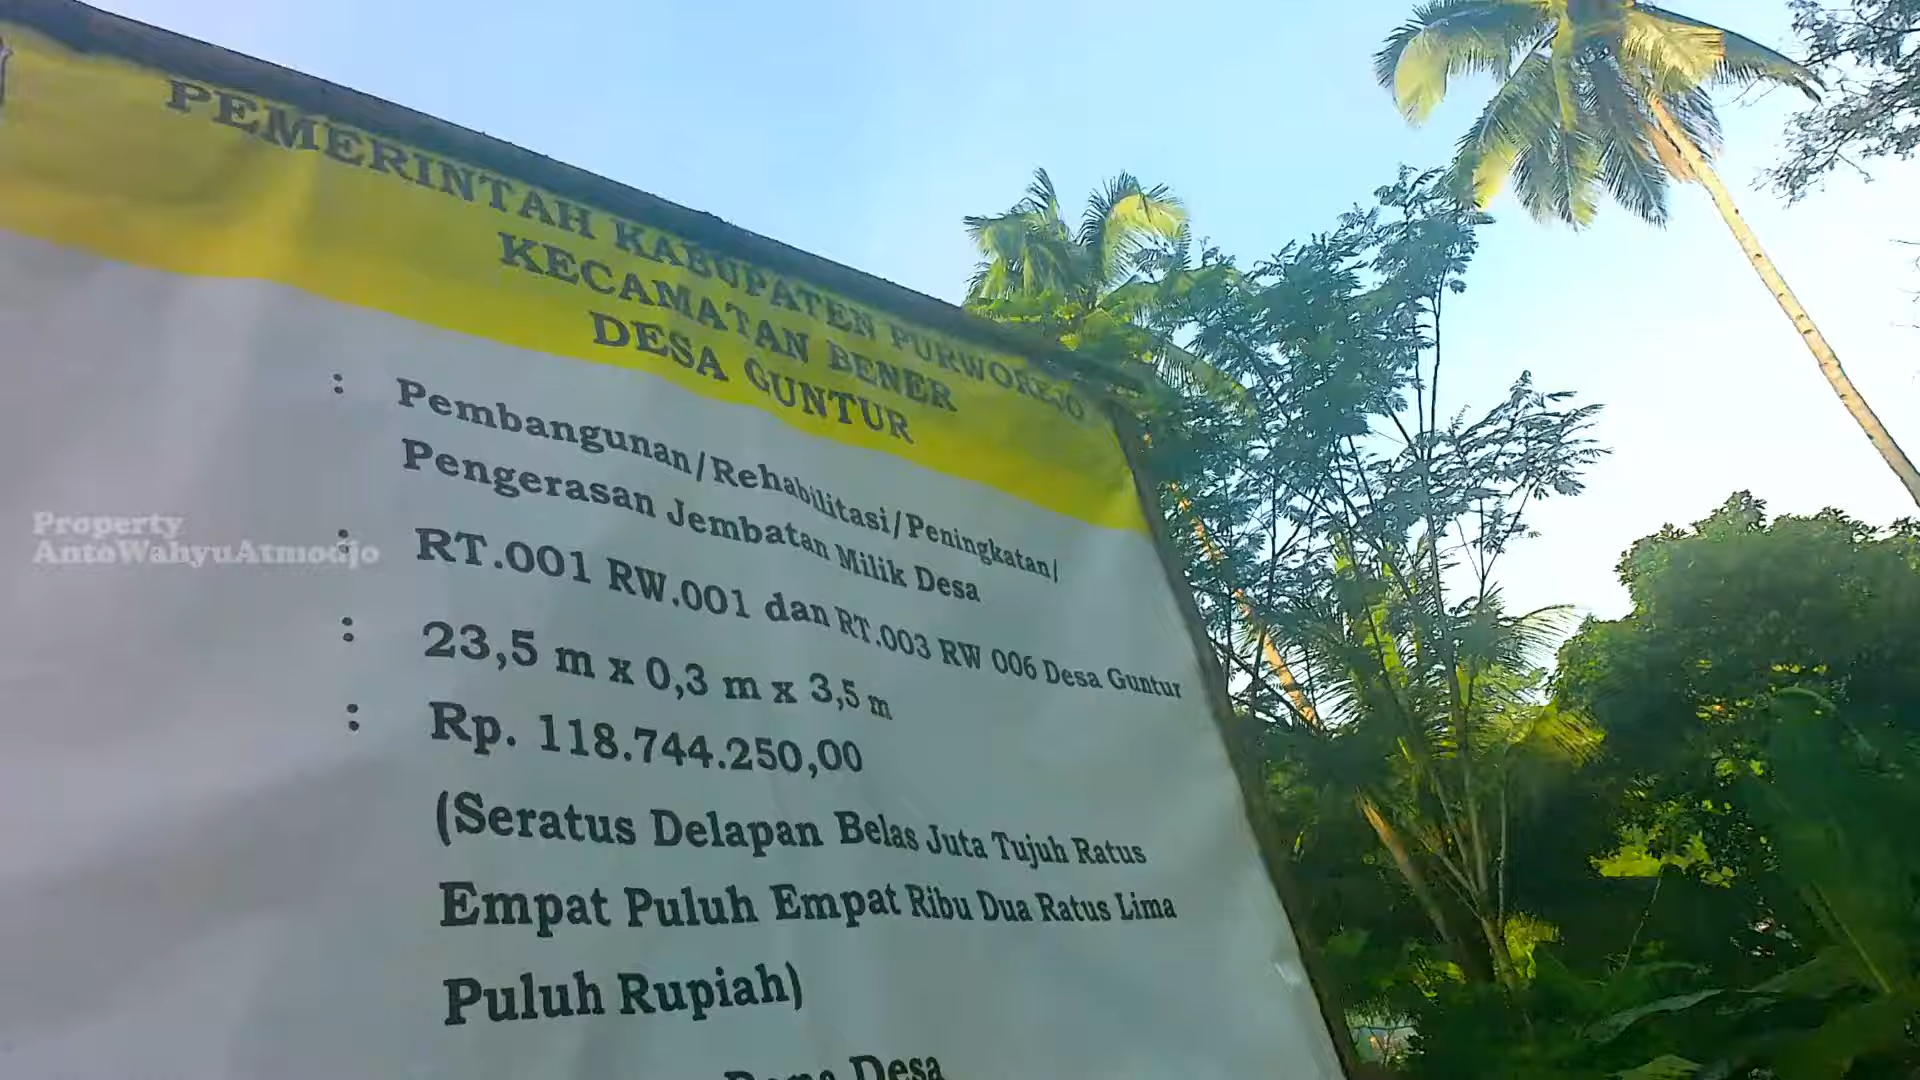 PEMERINTAH KABUPATEN PURWOREJO
KECAMATAN BENER
DESA GUNTUR
: Pembangunan/Rehabilitasi/Peningkatan/
Pengerasan Jembatan Milik Desa
: RT.001 RW.001 dan RT.003 RW 006 Desa Guntur
: 23,5 m x 0,3 m x 3,5 m
: Rp. 118.744.250,00
(Seratus Delapan Belas Juta Tujuh Ratus
Empat Puluh Empat Ribu Dua Ratus Lima
Puluh Rupiah)
Dana Desa
Property
AntoWahyuAtmodjo